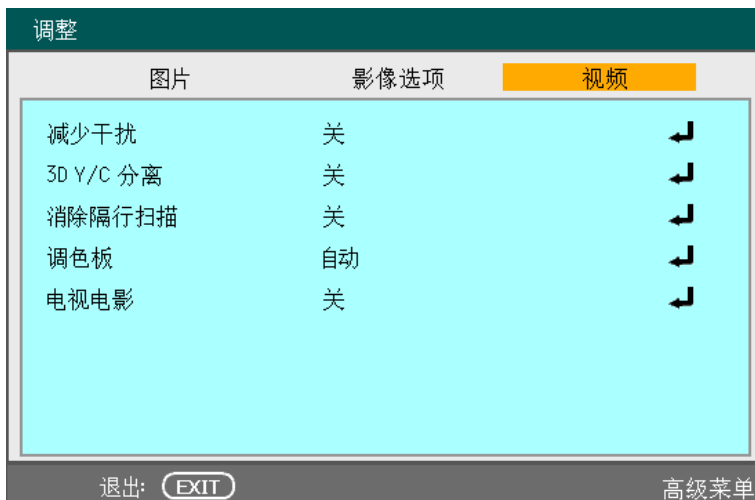 调整
图片 影像选项 视频
减少干扰 关
3D Y/C 分离 关
消除隔行扫描 关
调色板 自动
电视电影 关
退出: EXIT 高级菜单